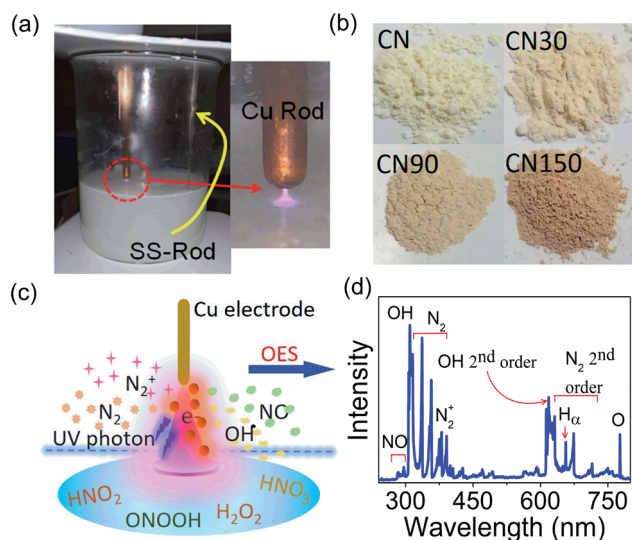 (a)
Cu Rod
SS-Rod
(b)
CN
CN30
CN90
CN150
(c)
Cu electrode
OES
N₂⁺
N₂
e⁻
NO
OH•
UV photon
HNO₂
HNO₃
ONOOH
H₂O₂
(d)
OH
N₂
OH 2nd order
N₂ 2nd
order
N₂⁺
Hα
O
NO
Intensity
300
450
600
750
Wavelength (nm)